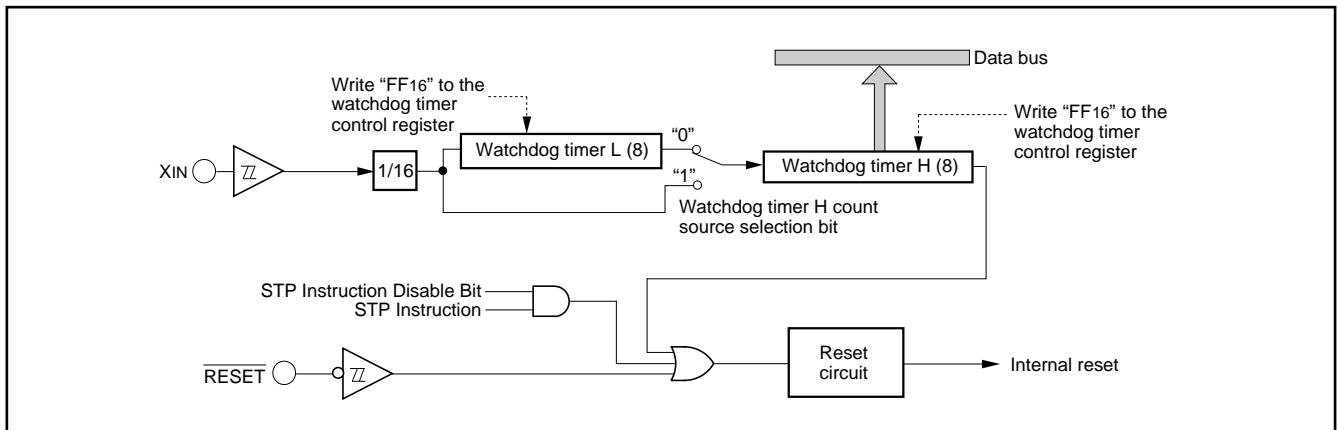 Data bus
Write “FF16” to the
watchdog timer
control register
Write “FF16” to the
watchdog timer
control register
“0”
XIN
1/16
Watchdog timer L (8)
Watchdog timer H (8)
“1”
Watchdog timer H count
source selection bit
STP Instruction Disable Bit
STP Instruction
RESET
Reset
circuit
Internal reset